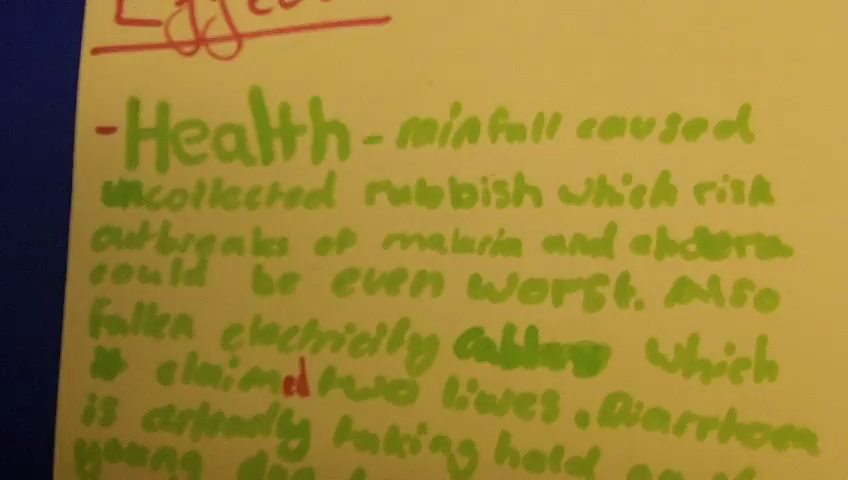 - Health - rainfall caused
uncollected rubbish which risk
outbreaks of malaria and cholera
could be even worst. Also
fallen electricity cables which
claimed two lives. Diarrhoea
is already taking hold
young